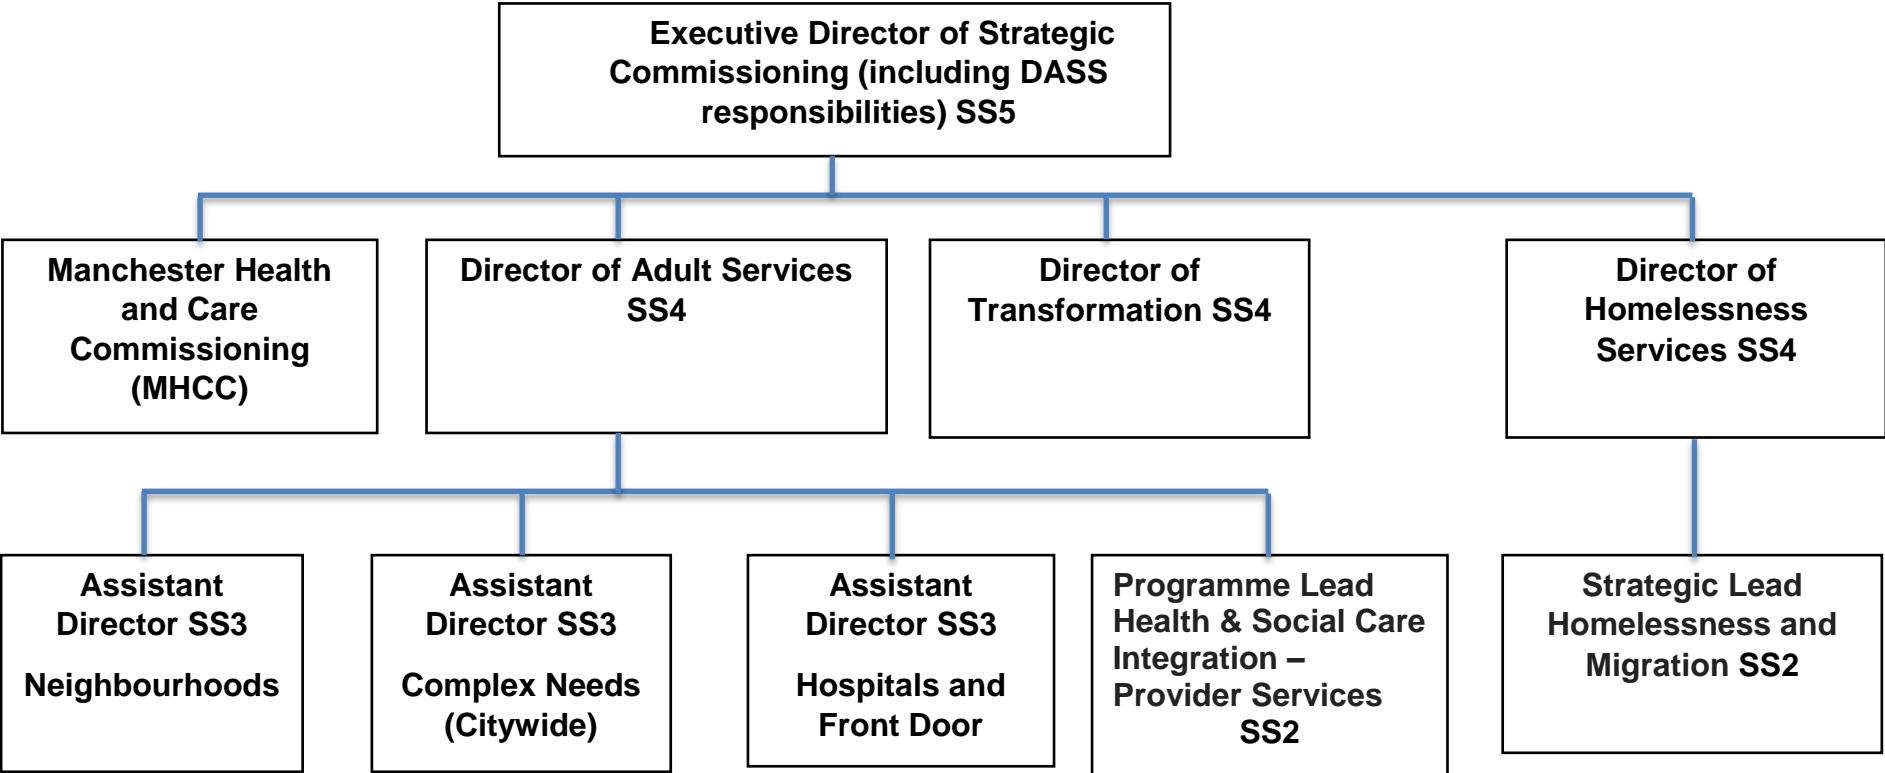 Executive Director of Strategic
Commissioning (including DASS
responsibilities) SS5
Manchester Health
and Care
Commissioning
(MHCC)
Director of Adult Services
SS4
Director of
Transformation SS4
Director of
Homelessness
Services SS4
Assistant
Director SS3
Neighbourhoods
Assistant
Director SS3
Complex Needs
(Citywide)
Assistant
Director SS3
Hospitals and
Front Door
Programme Lead
Health & Social Care
Integration –
Provider Services
SS2
Strategic Lead
Homelessness and
Migration SS2